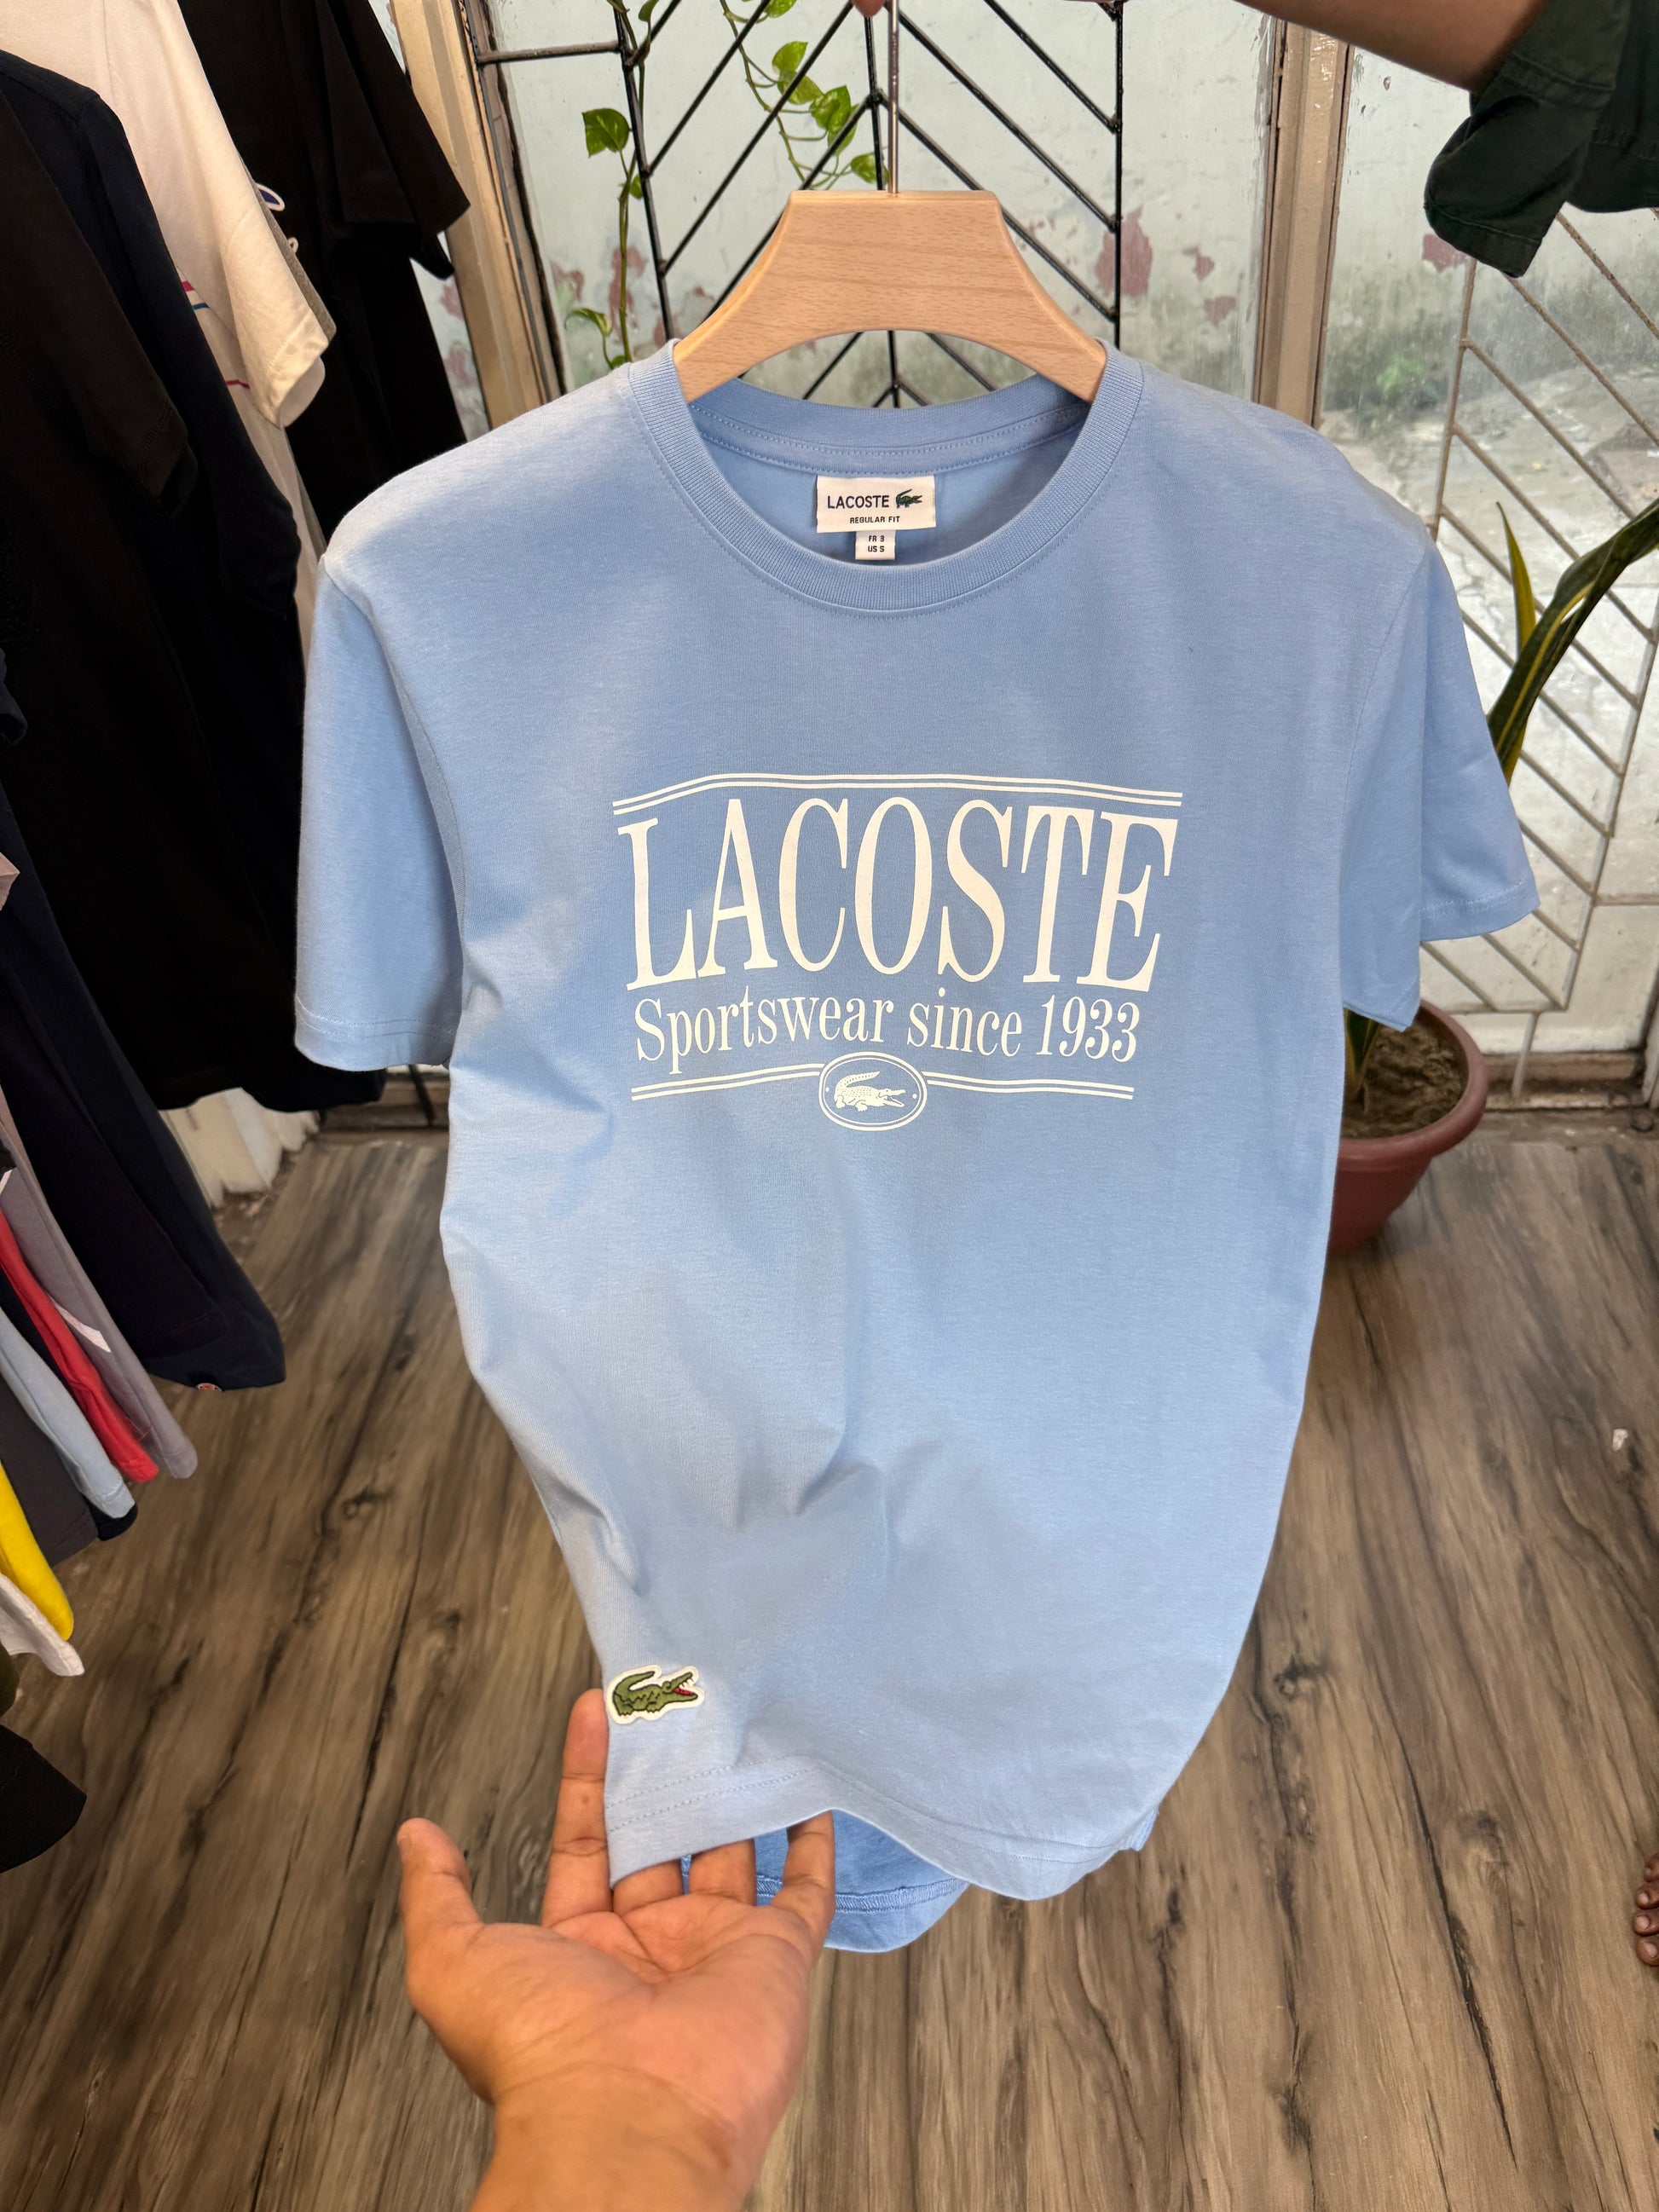 LACOSTE
REGULAR FIT
FR 3
US S
LACOSTE
Sportswear since 1933